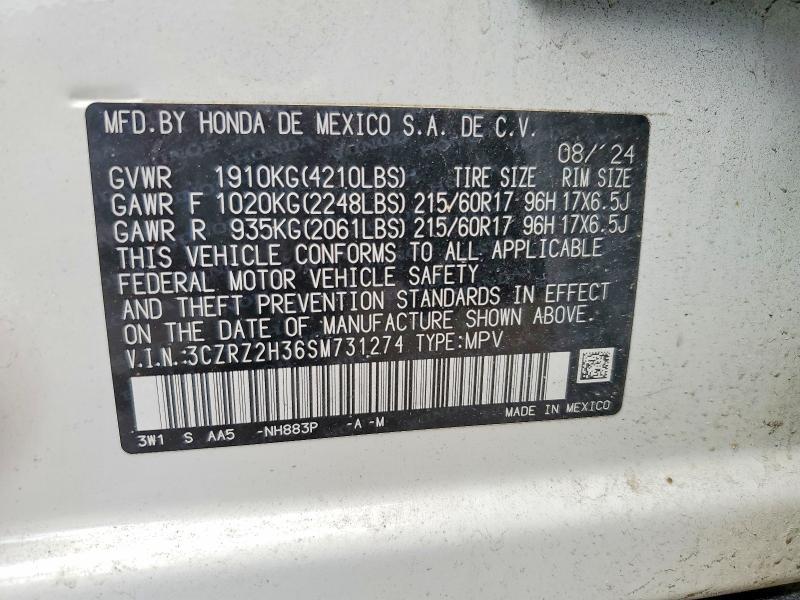 MFD.BY HONDA DE MEXICO S.A. DE C.V.
08/'24
GVWR 1910KG(4210LBS) TIRE SIZE RIM SIZE
GAWR F 1020KG(2248LBS) 215/60R17 96H 17X6.5J
GAWR R 935KG(2061LBS) 215/60R17 96H 17X6.5J
THIS VEHICLE CONFORMS TO ALL APPLICABLE
FEDERAL MOTOR VEHICLE SAFETY
AND THEFT PREVENTION STANDARDS IN EFFECT
ON THE DATE OF MANUFACTURE SHOWN ABOVE.
V.I.N.:3CZRZ2H36SM731274 TYPE:MPV
MADE IN MEXICO
3W1 S AA5 -NH883P -A -M